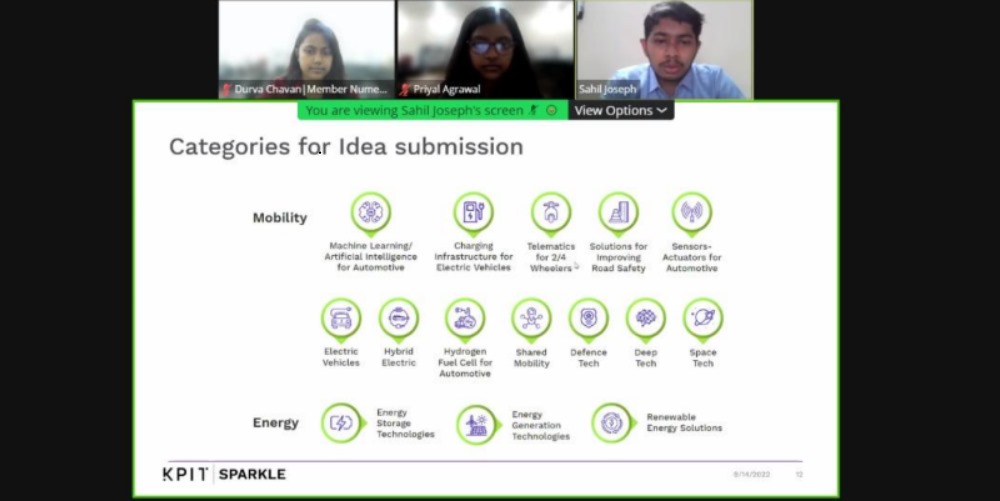 Durva Chavan|Member Nume...
Priyal Agrawal
Sahil Joseph
You are viewing Sahil Joseph's screen
View Options
Categories for Idea submission
Mobility
Machine Learning/
Artificial Intelligence
for Automotive
Charging
Infrastructure for
Electric Vehicles
Telematics
for 2/4
Wheelers
Solutions for
Improving
Road Safety
Sensors-
Actuators for
Automotive
Electric
Vehicles
Hybrid
Electric
Hydrogen
Fuel Cell for
Automotive
Shared
Mobility
Defence
Tech
Deep
Tech
Space
Tech
Energy
Energy
Storage
Technologies
Energy
Generation
Technologies
Renewable
Energy Solutions
KPIT SPARKLE
9/14/2022
12